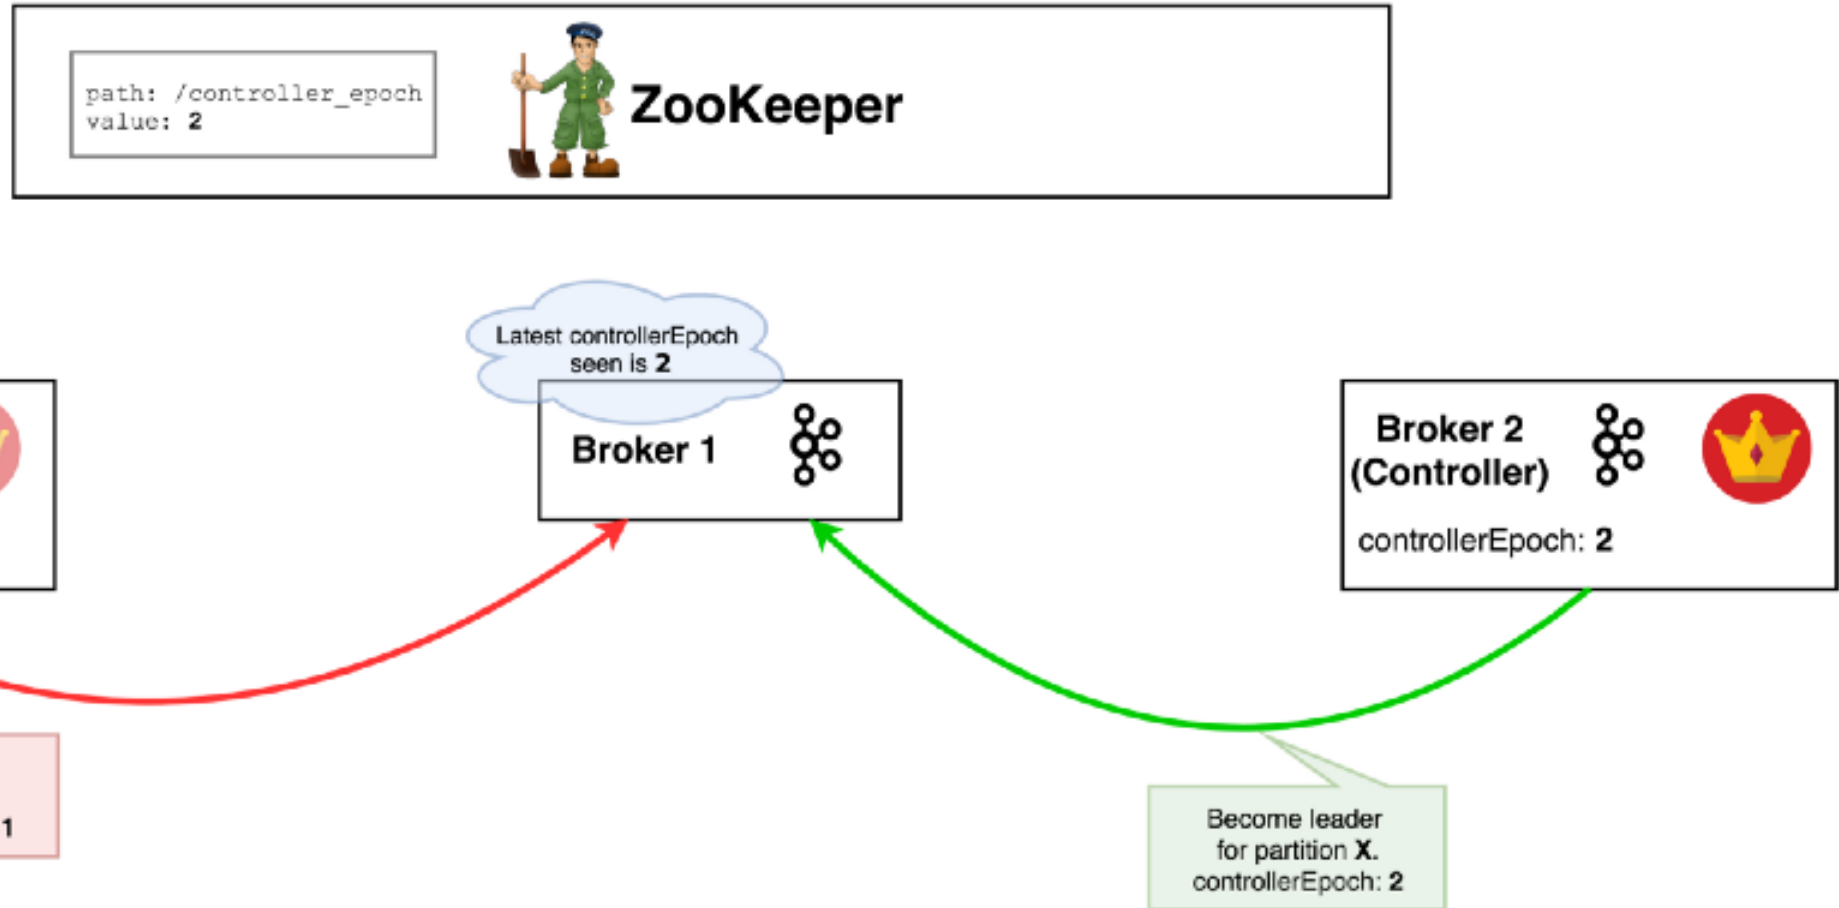 path: /controller_epoch
value: 2
ZooKeeper
Latest controllerEpoch
seen is 2
Broker 1
Broker 2
(Controller)
controllerEpoch: 2
1
Become leader
for partition X.
controllerEpoch: 2